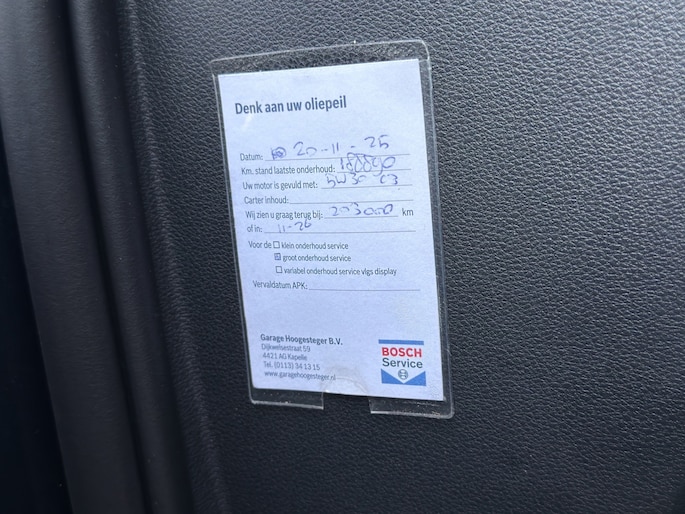 Denk aan uw oliepeil
Datum: 20-11-25
Km. stand laatste onderhoud:
Uw motor is gevuld met: 5W30 C3
Carter inhoud:
Wij zien u graag terug bij: 203000 km
of in: 11-26
Voor de ☐ klein onderhoud service
☒ groot onderhoud service
☐ variabel onderhoud service vlgs display
Vervaldatum APK:
Garage Hoogesteger B.V.
Dijkwelsestraat 59
4421 AG Kapelle
Tel. (0113) 34 13 15
www.garagehoogesteger.nl
BOSCH
Service